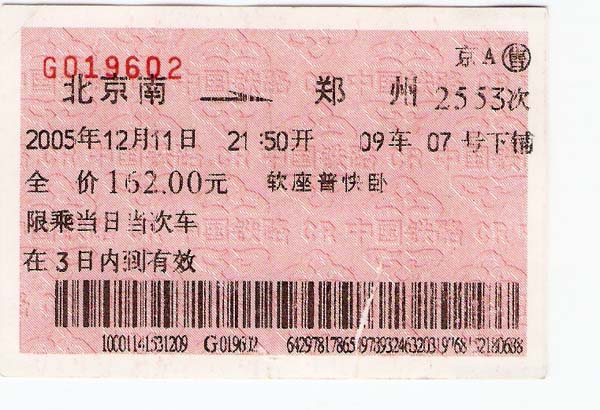 京A售
G019602
北京南 郑州 2553次
2005年12月11日 21:50开 09车 07号下铺
全价162.00元 软座普快卧
限乘当日当次车
在3日内到有效
10001141531209 G019602